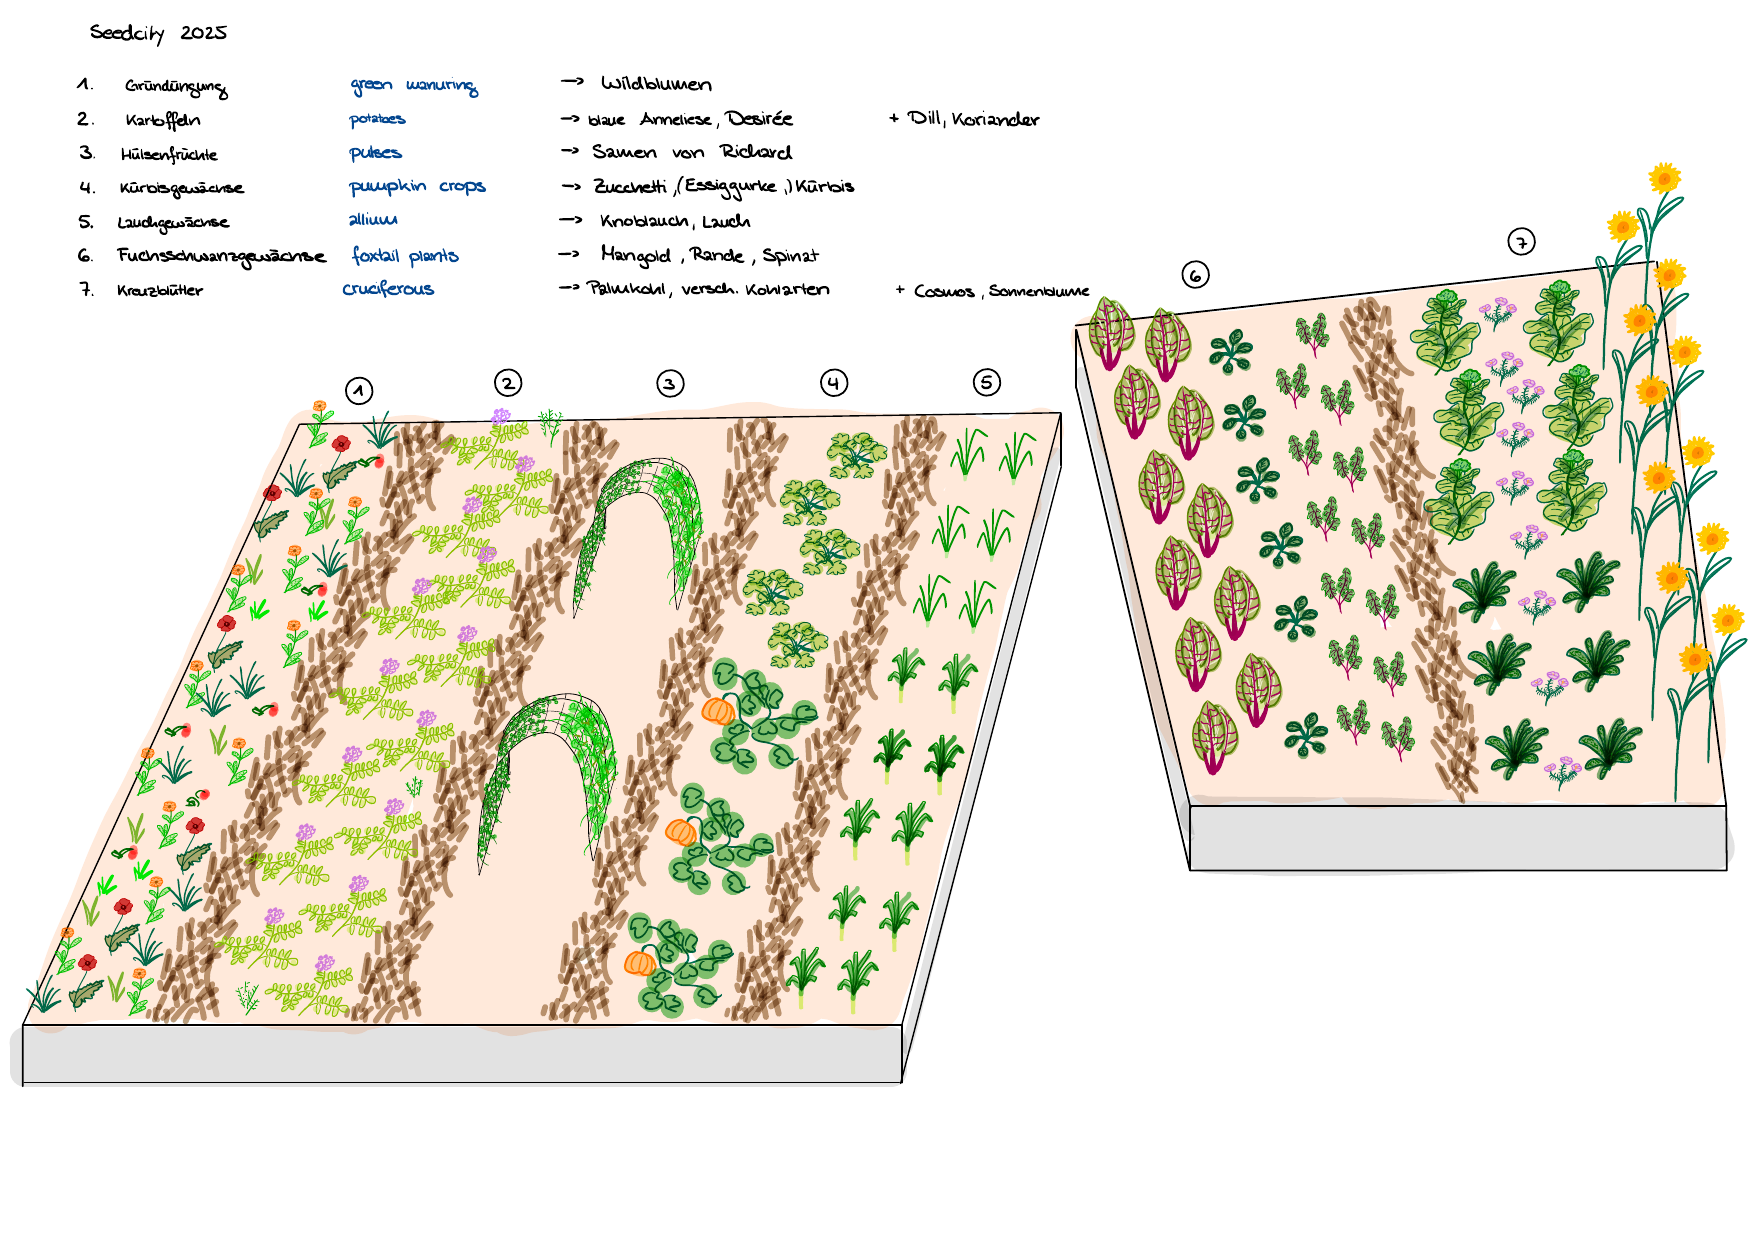 Seedcity 2025
1. Gründüngung green manuring → Wildblumen
2. Kartoffeln potatoes → blaue Anneliese, Desirée + Dill, Koriander
3. Hülsenfrüchte pulses → Samen von Richard
4. Kürbisgewächse pumpkin crops → Zucchetti, (Essiggurke,) Kürbis
5. Lauchgewächse allium → Knoblauch, Lauch
6. Fuchsschwanzgewächse foxtail plants → Mangold, Rande, Spinat
7. Kreuzblütler cruciferous → Palmkohl, versch. Kohlarten + Cosmos, Sonnenblume
6 7
1 2 3 4 5